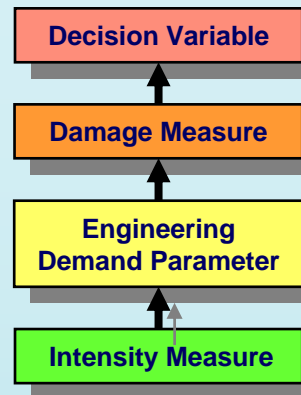 Decision Variable
Damage Measure
Engineering
Demand Parameter
Intensity Measure